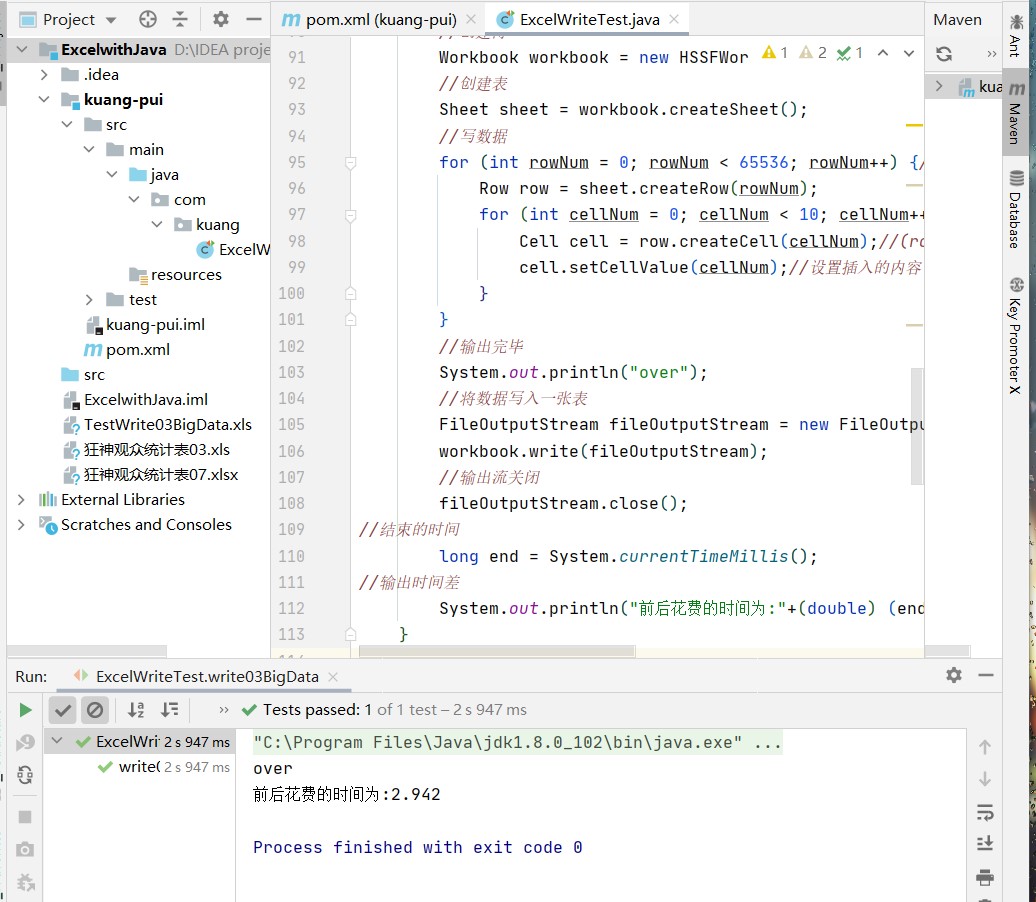 Project
pom.xml (kuang-pui)
ExcelWriteTest.java
Maven
ExcelwithJava D:\IDEA proje
.idea
kuang-pui
src
main
java
com
kuang
ExcelW
resources
test
kuang-pui.iml
pom.xml
src
ExcelwithJava.iml
TestWrite03BigData.xls
狂神观众统计表03.xls
狂神观众统计表07.xlsx
External Libraries
Scratches and Consoles
1 2 1
91 Workbook workbook = new HSSFWor
92 //创建表
93 Sheet sheet = workbook.createSheet();
94 //写数据
95 for (int rowNum = 0; rowNum < 65536; rowNum++) {/
96 Row row = sheet.createRow(rowNum);
97 for (int cellNum = 0; cellNum < 10; cellNum++
98 Cell cell = row.createCell(cellNum);//(ro
99 cell.setCellValue(cellNum);//设置插入的内容
100 }
101 }
102 //输出完毕
103 System.out.println("over");
104 //将数据写入一张表
105 FileOutputStream fileOutputStream = new FileOutpu
106 workbook.write(fileOutputStream);
107 //输出流关闭
108 fileOutputStream.close();
109 //结束的时间
110 long end = System.currentTimeMillis();
111 //输出时间差
112 System.out.println("前后花费的时间为:"+(double) (end
113 }
kua
Ant
Maven
Database
Key Promoter X
Run: ExcelWriteTest.write03BigData
Tests passed: 1 of 1 test – 2 s 947 ms
ExcelWri 2 s 947 ms
write( 2 s 947 ms
"C:\Program Files\Java\jdk1.8.0_102\bin\java.exe" ...
over
前后花费的时间为:2.942
Process finished with exit code 0